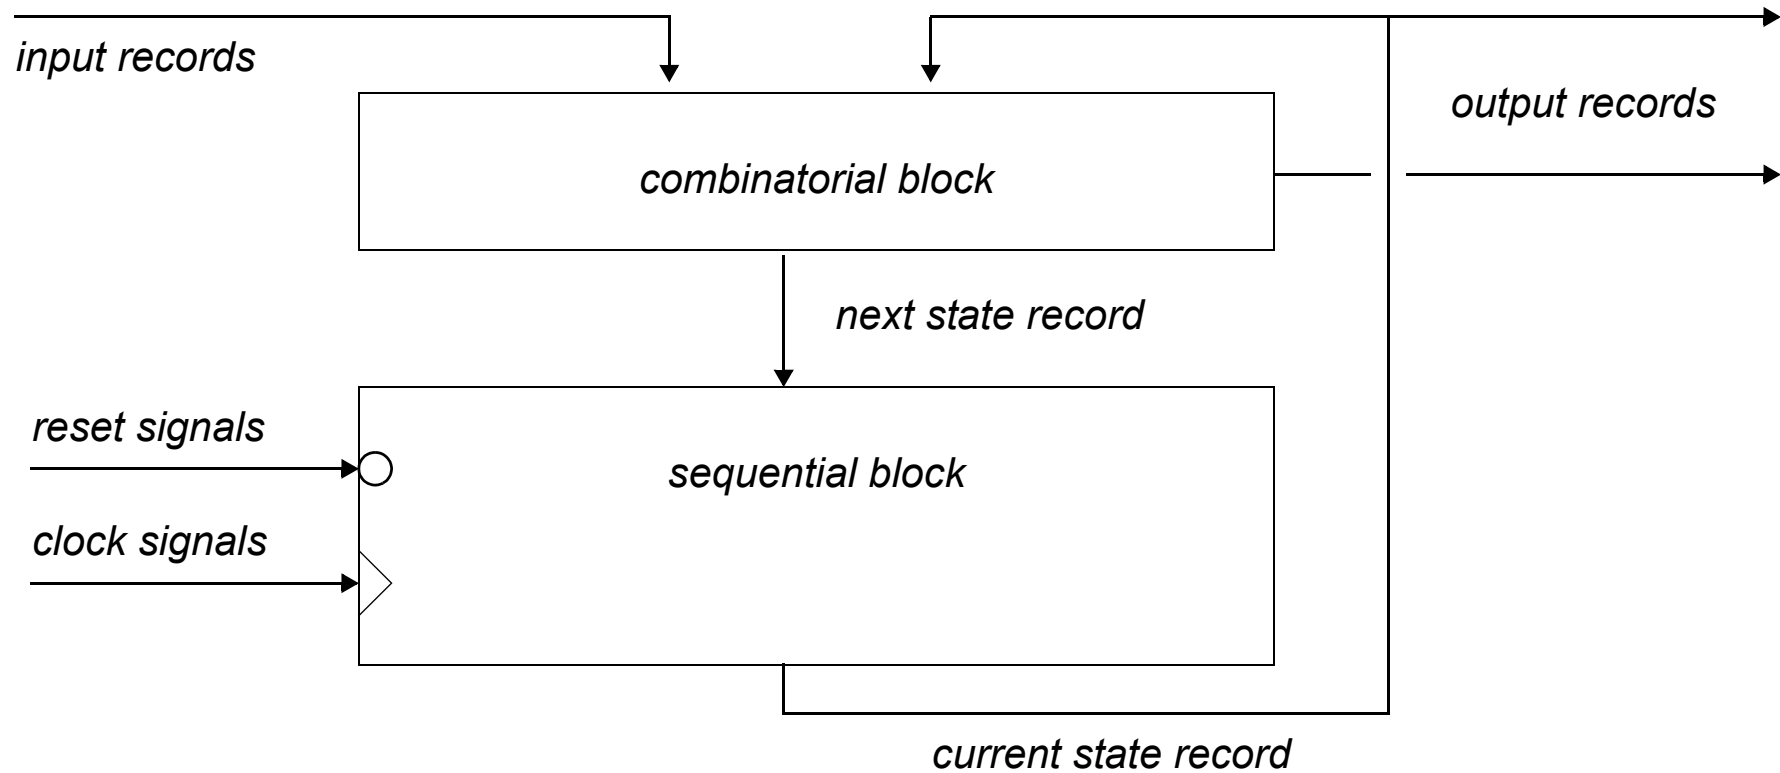 input records
output records
combinatorial block
next state record
reset signals
sequential block
clock signals
current state record